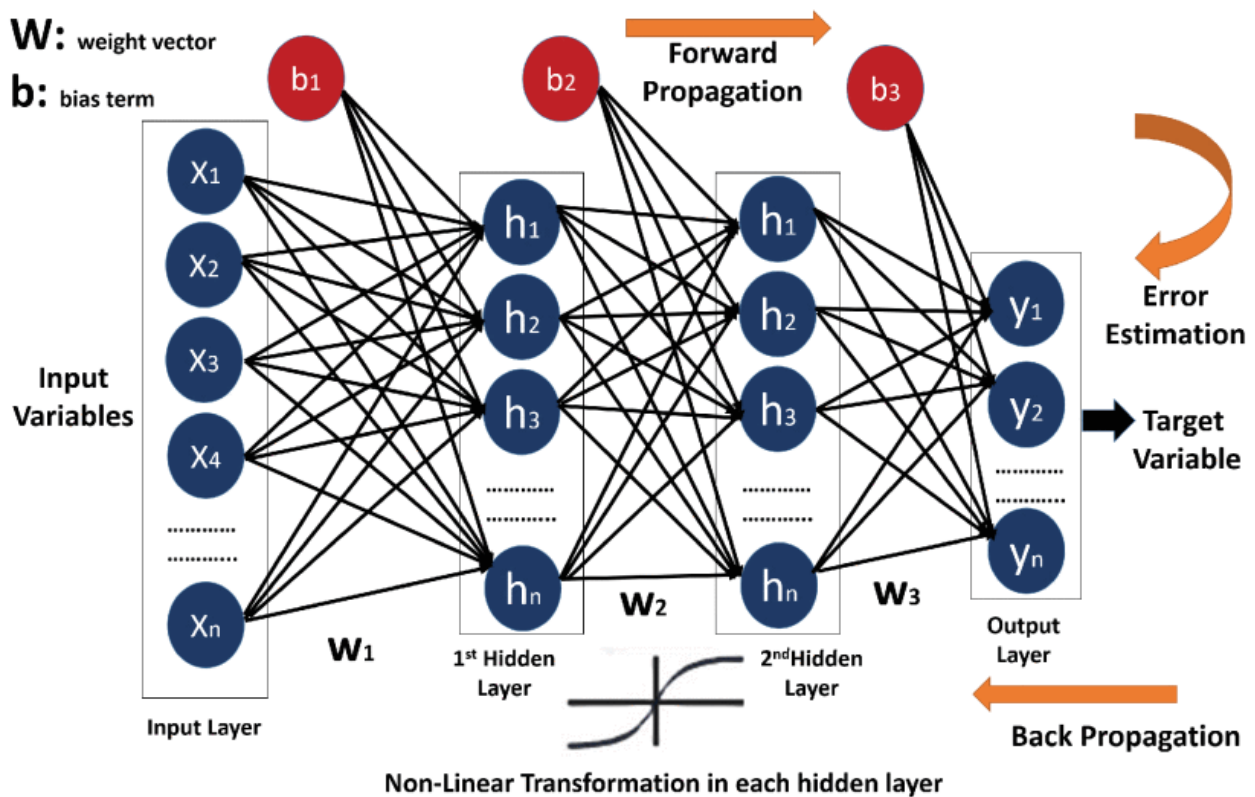 W: weight vector
b: bias term
b1
b2
b3
Forward
Propagation
Input
Variables
x1
x2
x3
x4
............
............
xn
Input Layer
W1
h1
h2
h3
............
............
hn
1st Hidden
Layer
W2
h1
h2
h3
............
............
hn
2ndHidden
Layer
W3
y1
y2
............
............
yn
Output
Layer
Error
Estimation
Target
Variable
Back Propagation
Non-Linear Transformation in each hidden layer